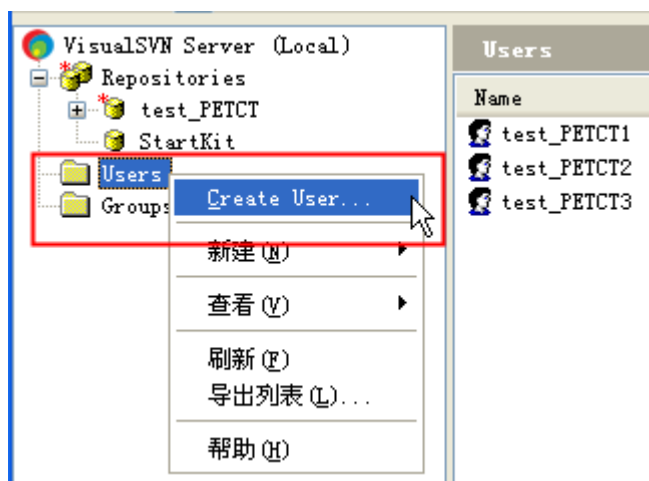 VisualSVN Server (Local)
Repositories
test_PETCT
StartKit
Users
Groups
Create User...
新建(N)
查看(V)
刷新(F)
导出列表(L)...
帮助(H)
Users
Name
test_PETCT1
test_PETCT2
test_PETCT3